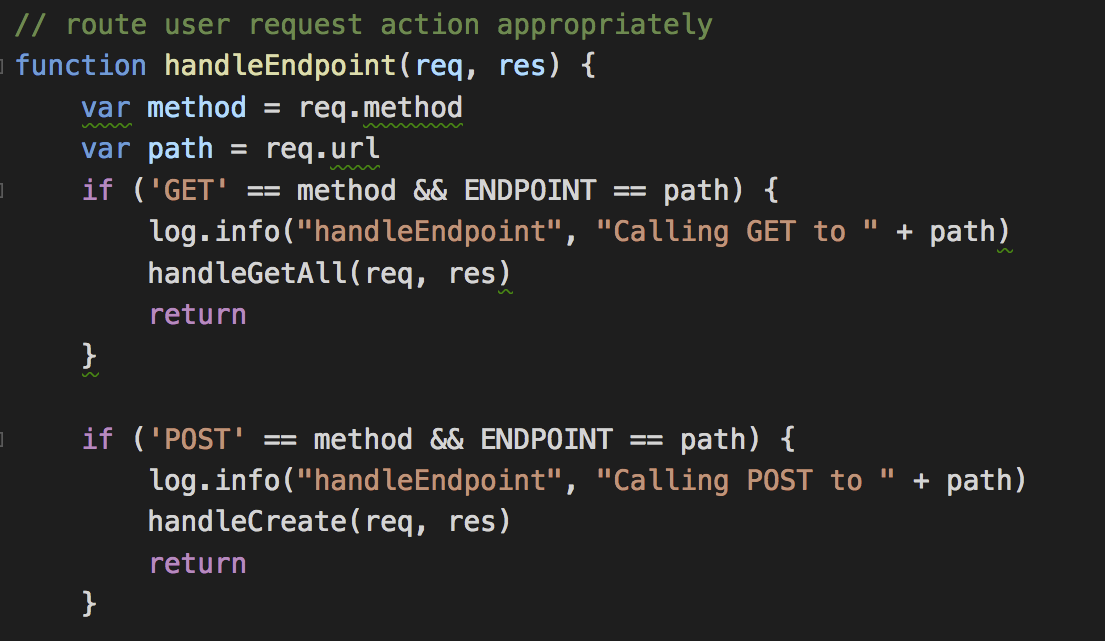 // route user request action appropriately
function handleEndpoint(req, res) {
    var method = req.method
    var path = req.url
    if ('GET' == method && ENDPOINT == path) {
        log.info("handleEndpoint", "Calling GET to " + path)
        handleGetAll(req, res)
        return
    }

    if ('POST' == method && ENDPOINT == path) {
        log.info("handleEndpoint", "Calling POST to " + path)
        handleCreate(req, res)
        return
    }